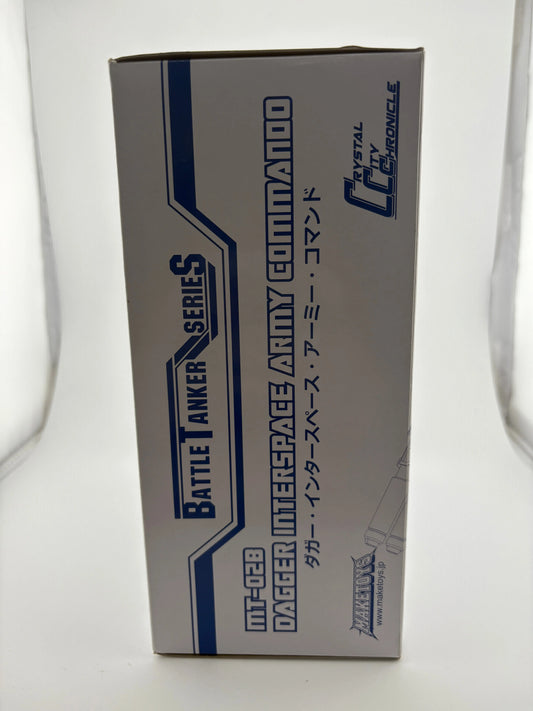 BATTLE TANKER SERIES
MT-02B
DAGGER INTERSPACE ARMY COMMANDO
ダガー・インタースペース・アーミー・コマンド
CRYSTAL
CITY
CHRONICLE
MAKETOYS
www.maketoys.jp